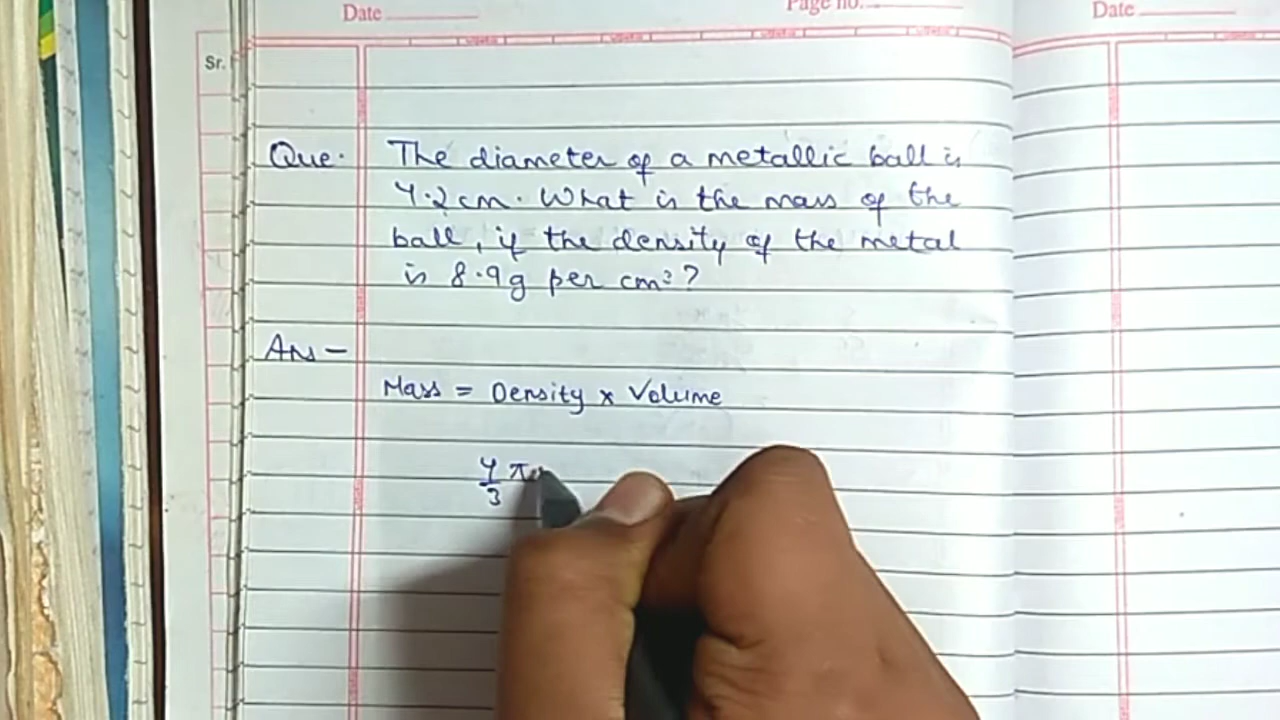 Date
Page no.
Date
Sr.
Que. The diameter of a metallic ball is
4.2 cm. What is the mass of the
ball, if the density of the metal
is 8.9g per cm³?
Ans —
Mass = Density × Volume
4/3 π